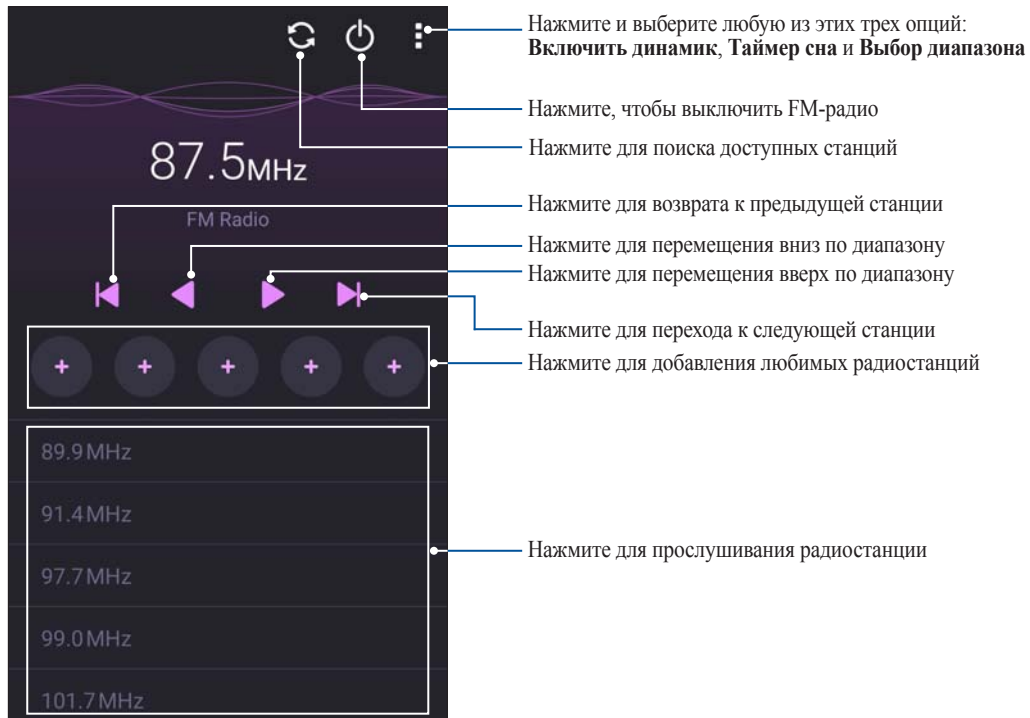 Нажмите и выберите любую из этих трех опций:
Включить динамик, Таймер сна и Выбор диапазона
Нажмите, чтобы выключить FM-радио
Нажмите для поиска доступных станций
87.5MHz
FM Radio
Нажмите для возврата к предыдущей станции
Нажмите для перемещения вниз по диапазону
Нажмите для перемещения вверх по диапазону
Нажмите для перехода к следующей станции
Нажмите для добавления любимых радиостанций
89.9MHz
91.4MHz
Нажмите для прослушивания радиостанции
97.7MHz
99.0MHz
101.7MHz